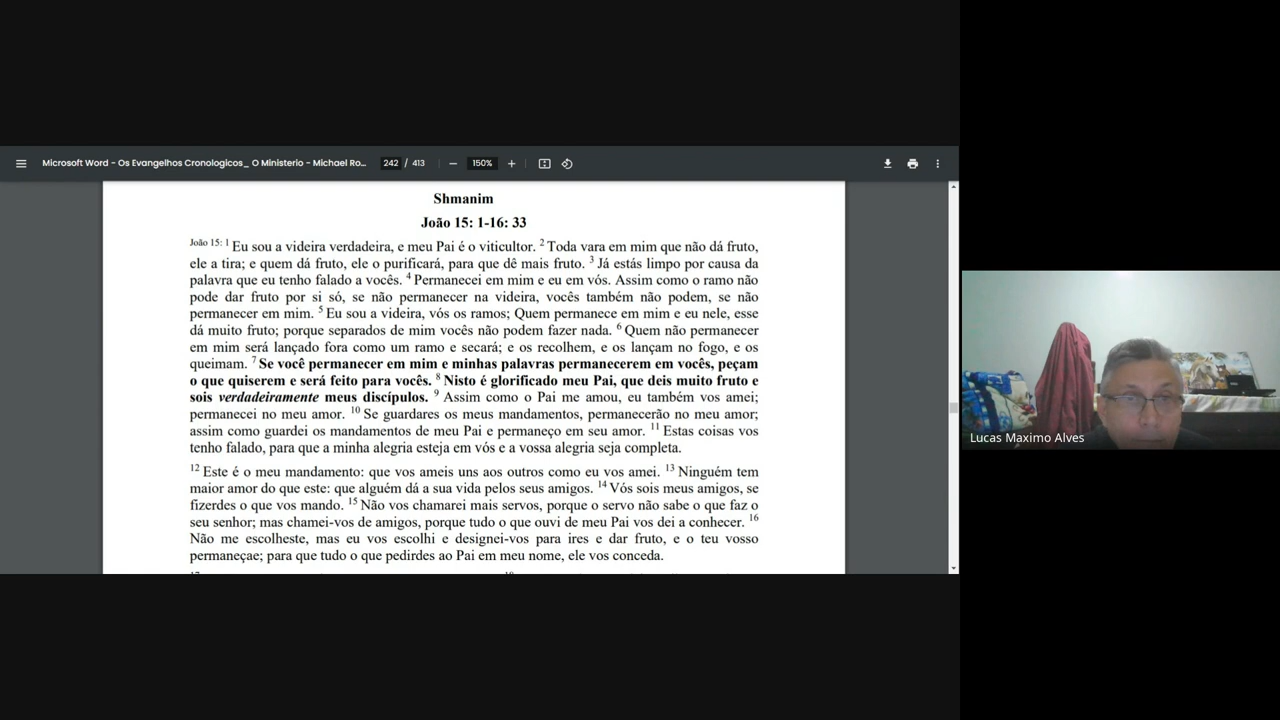 Microsoft Word - Os Evangelhos Cronologicos_ O Ministerio - Michael Ro... 242 / 413 150%
Shmanim
João 15: 1-16: 33
João 15: 1 Eu sou a videira verdadeira, e meu Pai é o viticultor. 2 Toda vara em mim que não dá fruto,
ele a tira; e quem dá fruto, ele o purificará, para que dê mais fruto. 3 Já estás limpo por causa da
palavra que eu tenho falado a vocês. 4 Permanecei em mim e eu em vós. Assim como o ramo não
pode dar fruto por si só, se não permanecer na videira, vocês também não podem, se não
permanecer em mim. 5 Eu sou a videira, vós os ramos; Quem permanece em mim e eu nele, esse
dá muito fruto; porque separados de mim vocês não podem fazer nada. 6 Quem não permanecer
em mim será lançado fora como um ramo e secará; e os recolhem, e os lançam no fogo, e os
queimam. 7 Se você permanecer em mim e minhas palavras permanecerem em vocês, peçam
o que quiserem e será feito para vocês. 8 Nisto é glorificado meu Pai, que deis muito fruto e
sois verdadeiramente meus discípulos. 9 Assim como o Pai me amou, eu também vos amei;
permanecei no meu amor. 10 Se guardares os meus mandamentos, permanecerão no meu amor;
assim como guardei os mandamentos de meu Pai e permaneço em seu amor. 11 Estas coisas vos
tenho falado, para que a minha alegria esteja em vós e a vossa alegria seja completa.
12 Este é o meu mandamento: que vos ameis uns aos outros como eu vos amei. 13 Ninguém tem
maior amor do que este: que alguém dá a sua vida pelos seus amigos. 14 Vós sois meus amigos, se
fizerdes o que vos mando. 15 Não vos chamarei mais servos, porque o servo não sabe o que faz o
seu senhor; mas chamei-vos de amigos, porque tudo o que ouvi de meu Pai vos dei a conhecer. 16
Não me escolheste, mas eu vos escolhi e designei-vos para ires e dar fruto, e o teu vosso
permaneçae; para que tudo o que pedirdes ao Pai em meu nome, ele vos conceda.
Lucas Maximo Alves